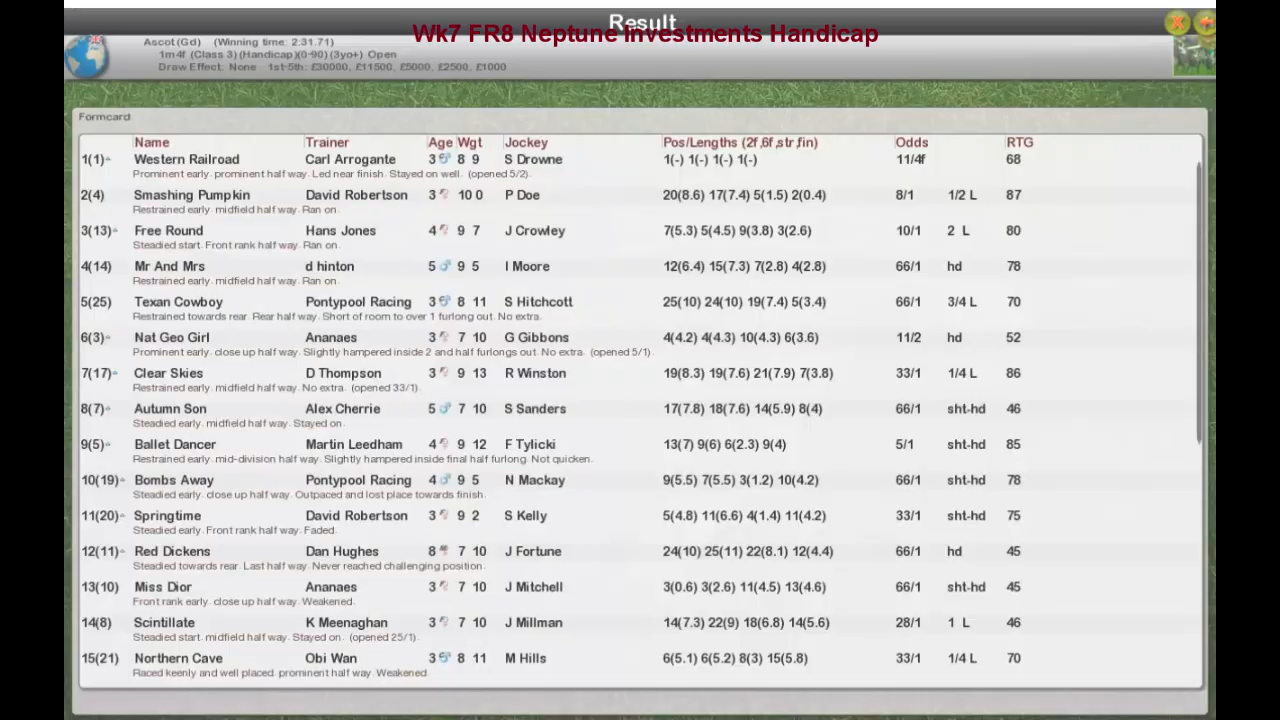 Result
Wk7 FR8 Neptune Investments Handicap
Ascot(Gd) (Winning time: 2:31.71)
1m4f (Class 3)(Handicap)(0-90)(3yo+) Open
Draw Effect: None 1st-5th: £30000, £11500, £5000, £2500, £1000
Formcard
Name Trainer Age Wgt Jockey Pos/Lengths (2f,6f,str,fin) Odds RTG
1(1) Western Railroad Carl Arrogante 3 8 9 S Drowne 1(-) 1(-) 1(-) 1(-) 11/4f 68
Prominent early. prominent half way. Led near finish. Stayed on well. (opened 5/2).
2(4) Smashing Pumpkin David Robertson 3 10 0 P Doe 20(8.6) 17(7.4) 5(1.5) 2(0.4) 8/1 1/2 L 87
Restrained early. midfield half way. Ran on.
3(13) Free Round Hans Jones 4 9 7 J Crowley 7(5.3) 5(4.5) 9(3.8) 3(2.6) 10/1 2 L 80
Steadied start. Front rank half way. Ran on.
4(14) Mr And Mrs d hinton 5 9 5 I Moore 12(6.4) 15(7.3) 7(2.8) 4(2.8) 66/1 hd 78
Restrained early. midfield half way. Ran on.
5(25) Texan Cowboy Pontypool Racing 3 8 11 S Hitchcott 25(10) 24(10) 19(7.4) 5(3.4) 66/1 3/4 L 70
Restrained towards rear. Rear half way. Short of room to over 1 furlong out. No extra.
6(3) Nat Geo Girl Ananaes 3 7 10 G Gibbons 4(4.2) 4(4.3) 10(4.3) 6(3.6) 11/2 hd 52
Prominent early. close up half way. Slightly hampered inside 2 and half furlongs out. No extra. (opened 5/1).
7(17) Clear Skies D Thompson 3 9 13 R Winston 19(8.3) 19(7.6) 21(7.9) 7(3.8) 33/1 1/4 L 86
Restrained early. midfield half way. No extra. (opened 33/1).
8(7) Autumn Son Alex Cherrie 5 7 10 S Sanders 17(7.8) 18(7.6) 14(5.9) 8(4) 66/1 sht-hd 46
Steadied early. midfield half way. Stayed on.
9(5) Ballet Dancer Martin Leedham 4 9 12 F Tylicki 13(7) 9(6) 6(2.3) 9(4) 5/1 sht-hd 85
Restrained early. mid-division half way. Slightly hampered inside final half furlong. Not quicken.
10(19) Bombs Away Pontypool Racing 4 9 5 N Mackay 9(5.5) 7(5.5) 3(1.2) 10(4.2) 66/1 sht-hd 78
Steadied early. close up half way. Outpaced and lost place towards finish.
11(20) Springtime David Robertson 3 9 2 S Kelly 5(4.8) 11(6.6) 4(1.4) 11(4.2) 33/1 sht-hd 75
Steadied early. Front rank half way. Faded.
12(11) Red Dickens Dan Hughes 8 7 10 J Fortune 24(10) 25(11) 22(8.1) 12(4.4) 66/1 hd 45
Steadied towards rear. Last half way. Never reached challenging position.
13(10) Miss Dior Ananaes 3 7 10 J Mitchell 3(0.6) 3(2.6) 11(4.5) 13(4.6) 66/1 sht-hd 45
Front rank early. close up half way. Weakened.
14(8) Scintillate K Meenaghan 3 7 10 J Millman 14(7.3) 22(9) 18(6.8) 14(5.6) 28/1 1 L 46
Steadied start. midfield half way. Stayed on. (opened 25/1).
15(21) Northern Cave Obi Wan 3 8 11 M Hills 6(5.1) 6(5.2) 8(3) 15(5.8) 33/1 1/4 L 70
Raced keenly and well placed. prominent half way. Weakened.